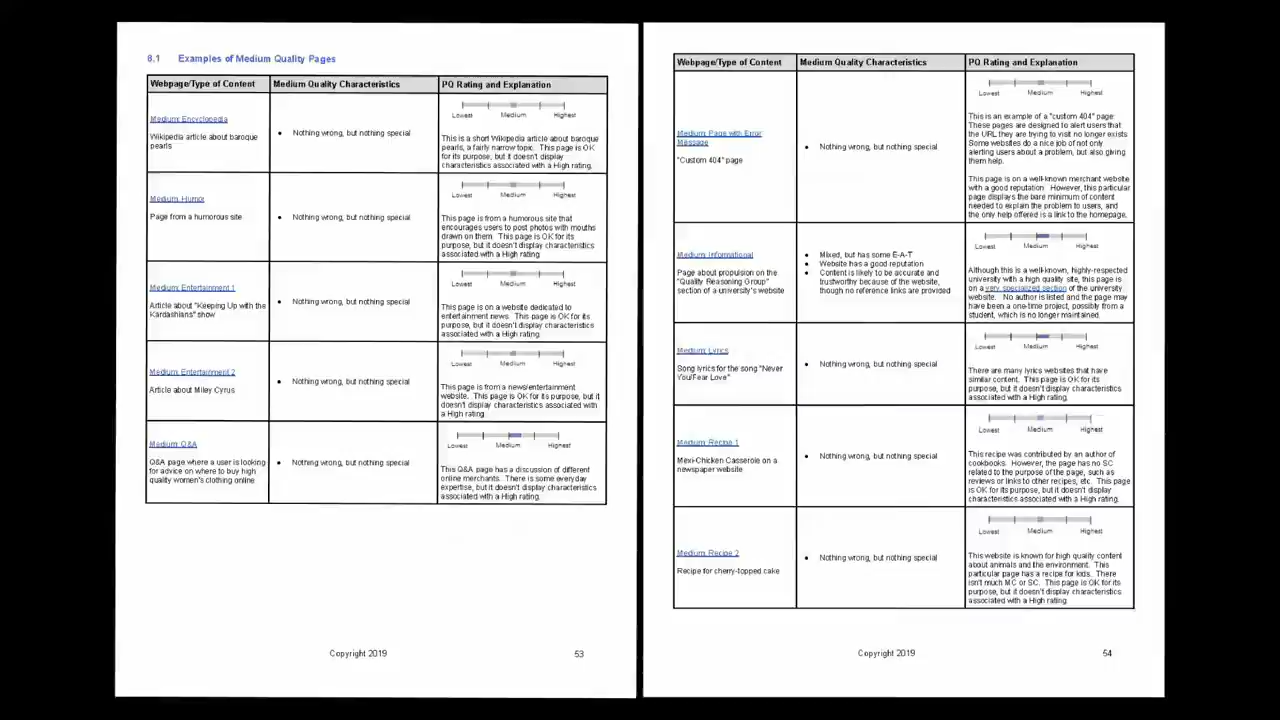 8.1 Examples of Medium Quality Pages
Webpage/Type of Content
Medium Quality Characteristics
PQ Rating and Explanation
Medium: Encyclopedia
Wikipedia article about baroque
pearls
• Nothing wrong, but nothing special
Lowest Medium Highest
This is a short Wikipedia article about baroque
pearls, a fairly narrow topic. This page is OK
for its purpose, but it doesn't display
characteristics associated with a High rating.
Medium: Humor
Page from a humorous site
• Nothing wrong, but nothing special
Lowest Medium Highest
This page is from a humorous site that
encourages users to post photos with mouths
drawn on them. This page is OK for its
purpose, but it doesn't display characteristics
associated with a High rating.
Medium: Entertainment 1
Article about "Keeping Up with the
Kardashians" show
• Nothing wrong, but nothing special
Lowest Medium Highest
This page is on a website dedicated to
entertainment news. This page is OK for its
purpose, but it doesn't display characteristics
associated with a High rating.
Medium: Entertainment 2
Article about Miley Cyrus
• Nothing wrong, but nothing special
Lowest Medium Highest
This page is from a news/entertainment
website. This page is OK for its purpose, but it
doesn't display characteristics associated with
a High rating.
Medium: Q&A
Q&A page where a user is looking
for advice on where to buy high
quality women's clothing online
• Nothing wrong, but nothing special
Lowest Medium Highest
This Q&A page has a discussion of different
online merchants. There is some everyday
expertise, but it doesn't display characteristics
associated with a High rating.
Copyright 2019
53
Webpage/Type of Content
Medium Quality Characteristics
PQ Rating and Explanation
Medium: Page with Error
Message
"Custom 404" page
• Nothing wrong, but nothing special
Lowest Medium Highest
This is an example of a "custom 404" page.
These pages are designed to alert users that
the URL they are trying to visit no longer exists.
Some websites do a nice job of not only
alerting users about a problem, but also giving
them help.
This page is on a well-known merchant website
with a good reputation. However, this particular
page displays the bare minimum of content
needed to explain the problem to users, and
the only help offered is a link to the homepage.
Medium: Informational
Page about propulsion on the
"Quality Reasoning Group"
section of a university's website
• Mixed, but has some E-A-T
• Website has a good reputation
• Content is likely to be accurate and
trustworthy because of the website,
though no reference links are provided
Lowest Medium Highest
Although this is a well-known, highly-respected
university with a high quality site, this page is
on a very specialized section of the university
website. No author is listed and the page may
have been a one-time project, possibly from a
student, which is no longer maintained.
Medium: Lyrics
Song lyrics for the song "Never
You/Fear Love"
• Nothing wrong, but nothing special
Lowest Medium Highest
There are many lyrics websites that have
similar content. This page is OK for its
purpose, but it doesn't display characteristics
associated with a High rating.
Medium: Recipe 1
Mexi-Chicken Casserole on a
newspaper website
• Nothing wrong, but nothing special
Lowest Medium Highest
This recipe was contributed by an author of
cookbooks. However, the page has no SC
related to the purpose of the page, such as
reviews or links to other recipes, etc. This page
is OK for its purpose, but it doesn't display
characteristics associated with a High rating.
Medium: Recipe 2
Recipe for cherry-topped cake
• Nothing wrong, but nothing special
Lowest Medium Highest
This website is known for high quality content
about animals and the environment. This
particular page has a recipe for kids. There
isn't much MC or SC. This page is OK for its
purpose, but it doesn't display characteristics
associated with a High rating.
Copyright 2019
54